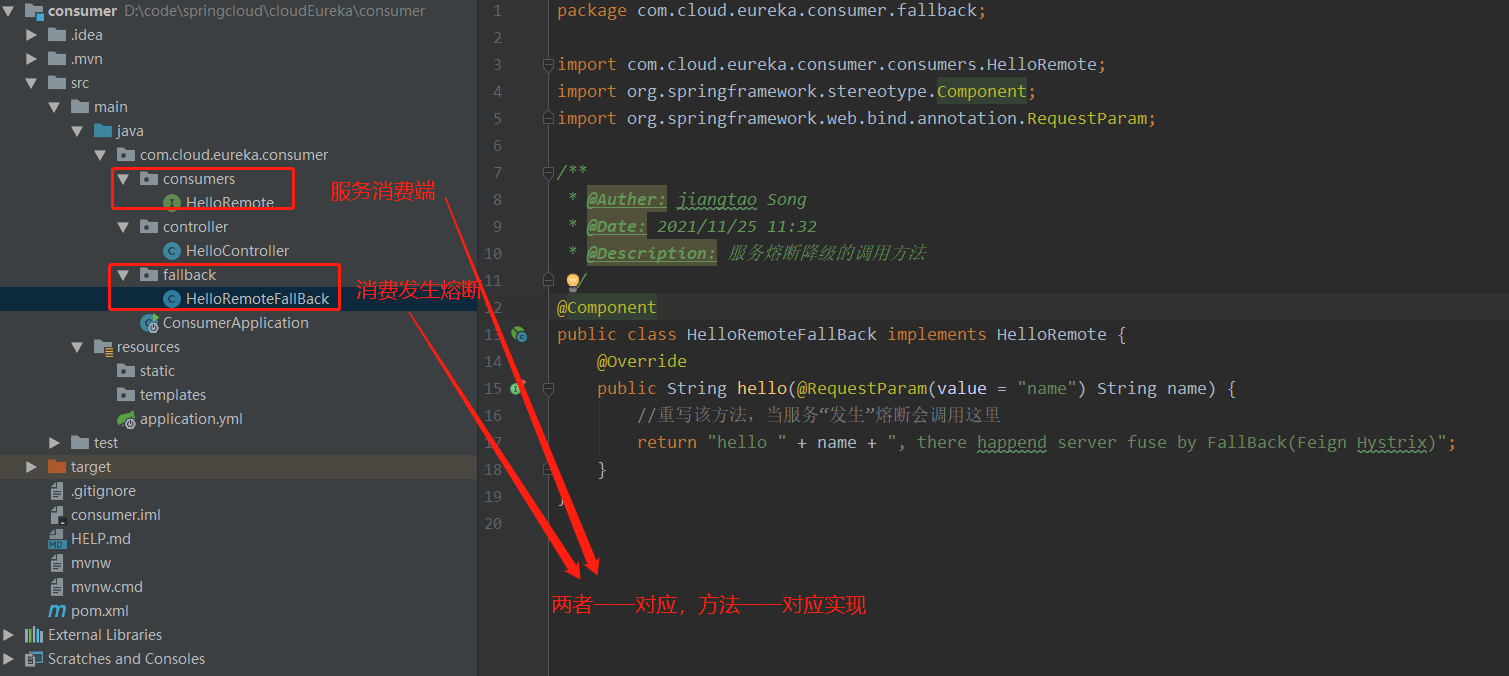 consumer D:\code\springcloud\cloudEureka\consumer
.idea
.mvn
src
main
java
com.cloud.eureka.consumer
consumers
HelloRemote
controller
HelloController
fallback
HelloRemoteFallBack
ConsumerApplication
resources
static
templates
application.yml
test
target
.gitignore
consumer.iml
HELP.md
mvnw
mvnw.cmd
pom.xml
External Libraries
Scratches and Consoles
服务消费端
消费发生熔断
1 package com.cloud.eureka.consumer.fallback;
2
3 import com.cloud.eureka.consumer.consumers.HelloRemote;
4 import org.springframework.stereotype.Component;
5 import org.springframework.web.bind.annotation.RequestParam;
6
7 /**
8 * @Auther: jiangtao Song
9 * @Date: 2021/11/25 11:32
10 * @Description: 服务熔断降级的调用方法
11 */
12 @Component
13 public class HelloRemoteFallBack implements HelloRemote {
14 @Override
15 public String hello(@RequestParam(value = "name") String name) {
16 //重写该方法，当服务“发生”熔断会调用这里
17 return "hello " + name + ", there happend server fuse by FallBack(Feign Hystrix)";
18 }
19 }
20
两者一一对应，方法一一对应实现